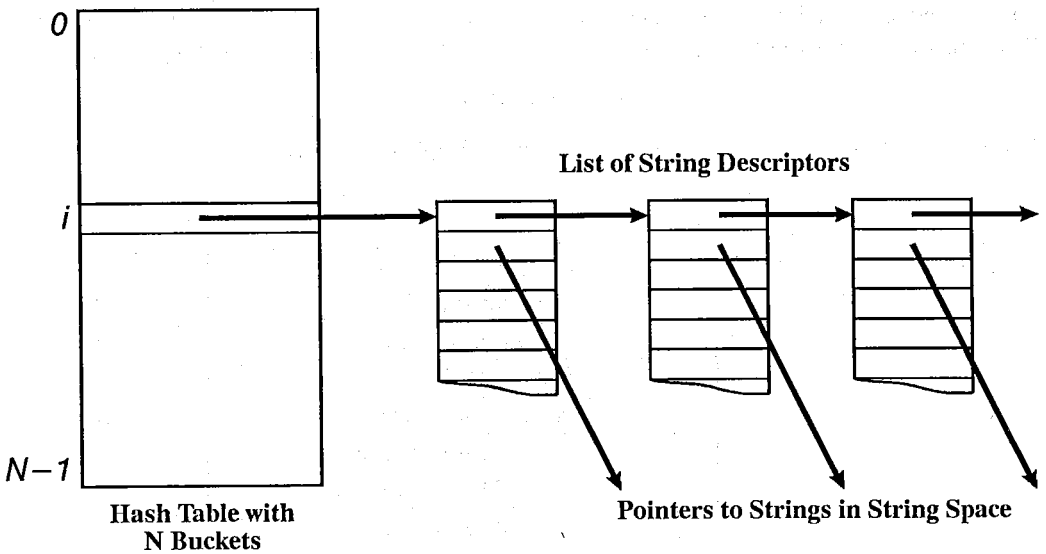 0
List of String Descriptors
i
N–1
Hash Table with
N Buckets
Pointers to Strings in String Space